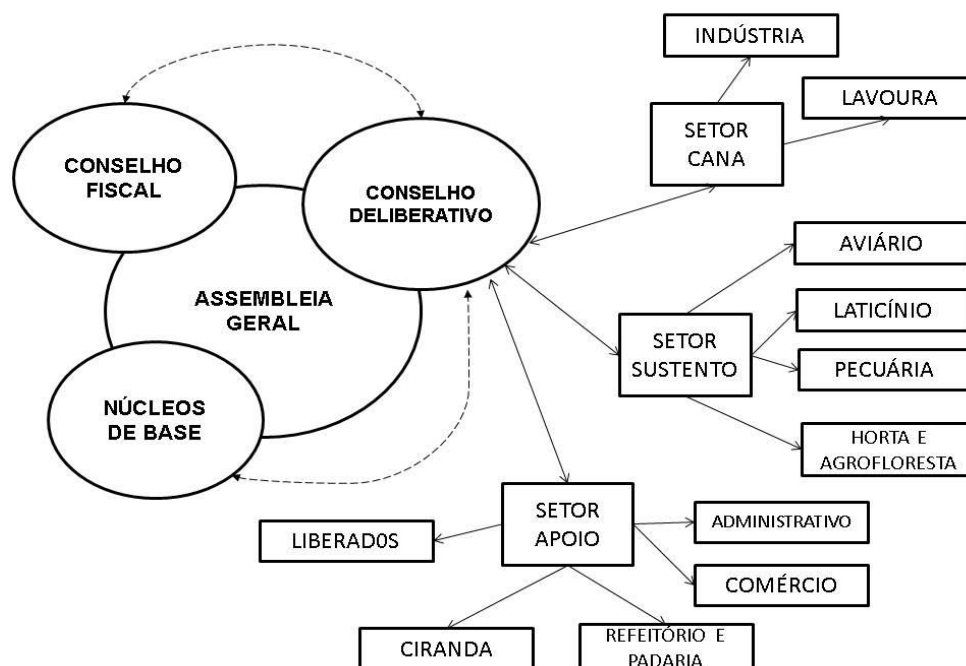 INDÚSTRIA
LAVOURA
SETOR
CANA
CONSELHO
FISCAL
CONSELHO
DELIBERATIVO
AVIÁRIO
ASSEMBLEIA
GERAL
LATICÍNIO
SETOR
SUSTENTO
PECUÁRIA
NÚCLEOS
DE BASE
HORTA E
AGROFLORESTA
SETOR
APOIO
ADMINISTRATIVO
LIBERAD0S
COMÉRCIO
CIRANDA
REFEITÓRIO E
PADARIA